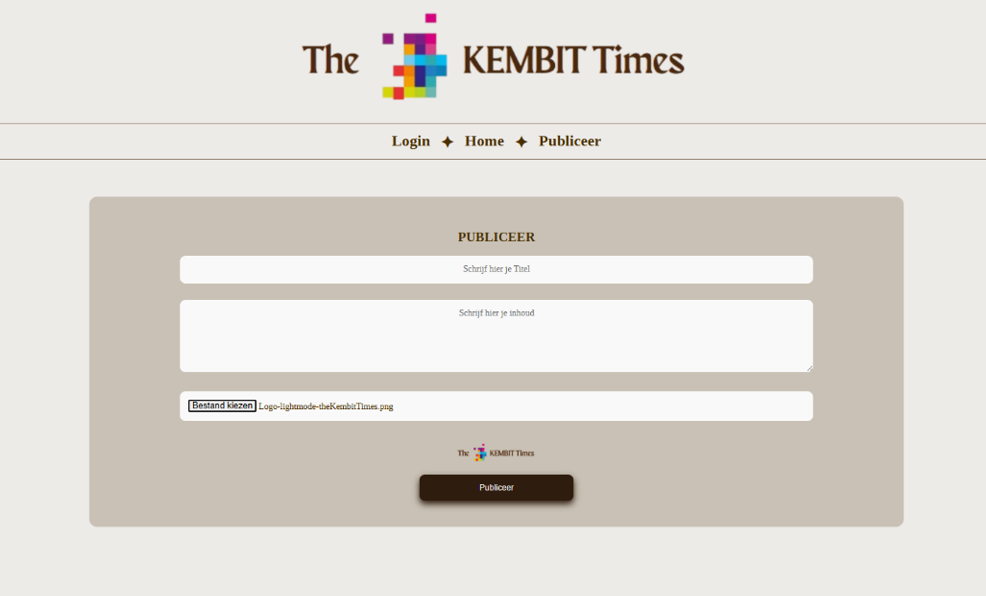 The KEMBIT Times
Login ✦ Home ✦ Publiceer
PUBLICEER
Schrijf hier je Titel
Schrijf hier je inhoud
Bestand kiezen Logo-lightmode-theKembitTimes.png
The KEMBIT Times
Publiceer